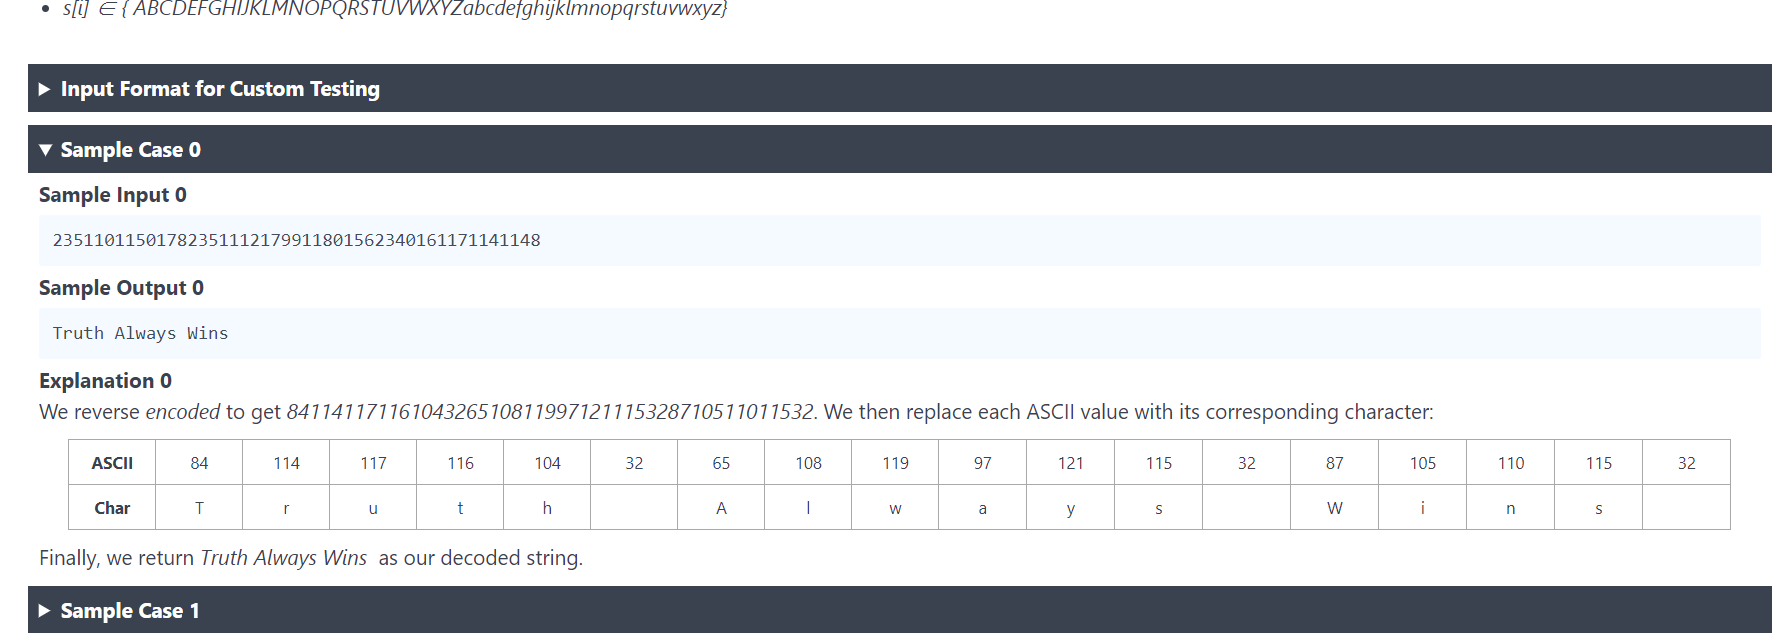 • s[i] ∈ { ABCDEFGHIJKLMNOPQRSTUVWXYZabcdefghijklmnopqrstuvwxyz}
▶ Input Format for Custom Testing
▼ Sample Case 0
Sample Input 0
23511011501782351112179911801562340161171141148
Sample Output 0
Truth Always Wins
Explanation 0
We reverse encoded to get 84114117116104326510811997121115328710511011532. We then replace each ASCII value with its corresponding character:
ASCII 84 114 117 116 104 32 65 108 119 97 121 115 32 87 105 110 115 32
Char T r u t h A l w a y s W i n s
Finally, we return Truth Always Wins as our decoded string.
▶ Sample Case 1